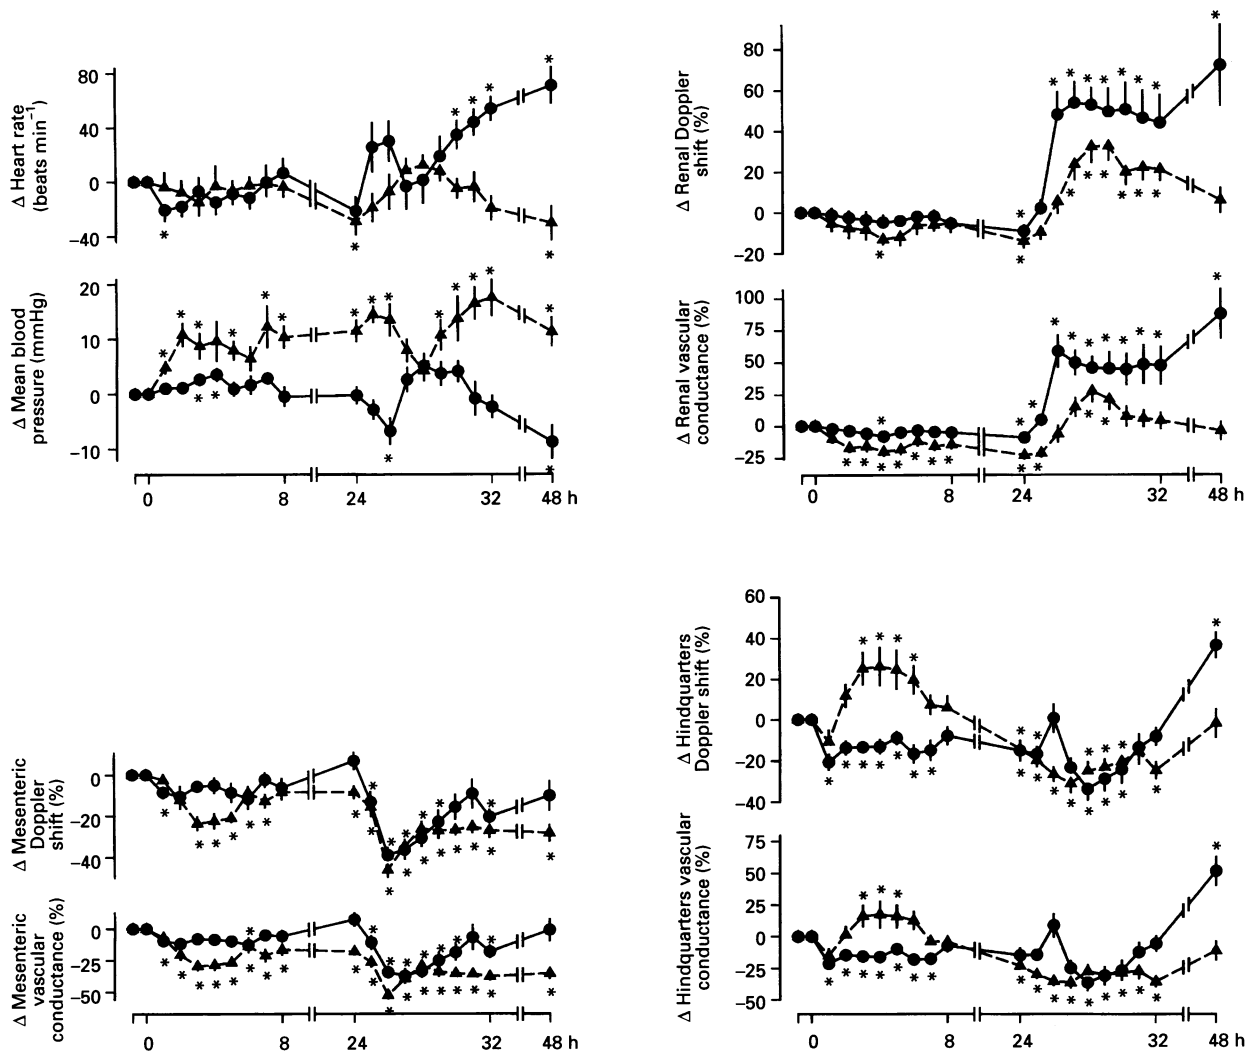 Δ Heart rate
(beats min⁻¹)
80
40
0
−40
Δ Mean blood
pressure (mmHg)
20
10
0
−10
0
8
24
32
48 h
Δ Renal Doppler
shift (%)
80
60
40
20
0
−20
Δ Renal vascular
conductance (%)
100
75
50
25
0
−25
0
8
24
32
48 h
Δ Mesenteric
Doppler
shift (%)
0
−20
−40
Δ Mesenteric
vascular
conductance (%)
0
−25
−50
0
8
24
32
48 h
Δ Hindquarters
Doppler shift (%)
60
40
20
0
−20
−40
Δ Hindquarters vascular
conductance (%)
75
50
25
0
−25
−50
0
8
24
32
48 h